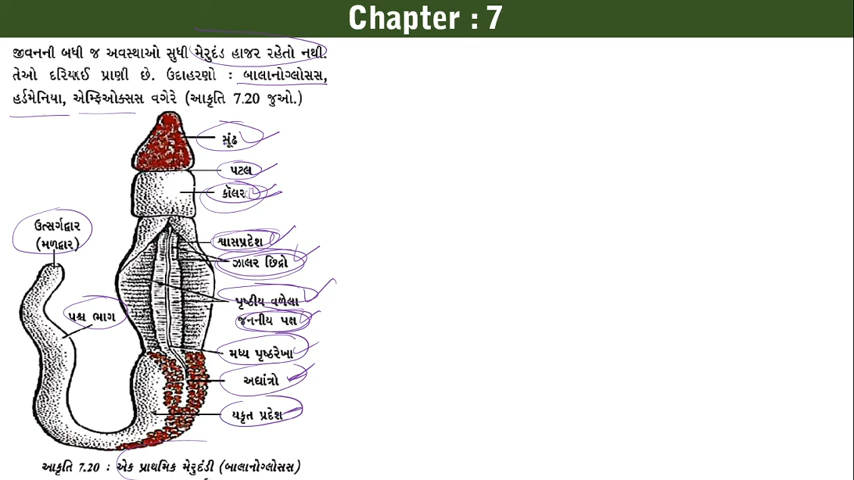 Chapter : 7
જીવનની બધી જ અવસ્થાઓ સુધી મેરુદંડ હાજર રહેતો નથી.
તેઓ દરિયાઈ પ્રાણી છે. ઉદાહરણો : બાલાનોગ્લોસસ,
હર્ડમેનિયા, એમ્ફિઓક્સસ વગેરે (આકૃતિ 7.20 જુઓ.)
સૂંઢ
પટલ
કૉલર
ઉત્સર્ગદ્વાર
(મળદ્વાર)
શ્વાસપ્રદેશ
ઝાલર છિદ્રો
પૃષ્ઠીય વળેલા
જનનીય પક્ષ
પશ્ચ ભાગ
મધ્ય પૃષ્ઠરેખા
અધાંત્રો
યકૃત પ્રદેશ
આકૃતિ 7.20 : એક પ્રાથમિક મેરુદંડી (બાલાનોગ્લોસસ)